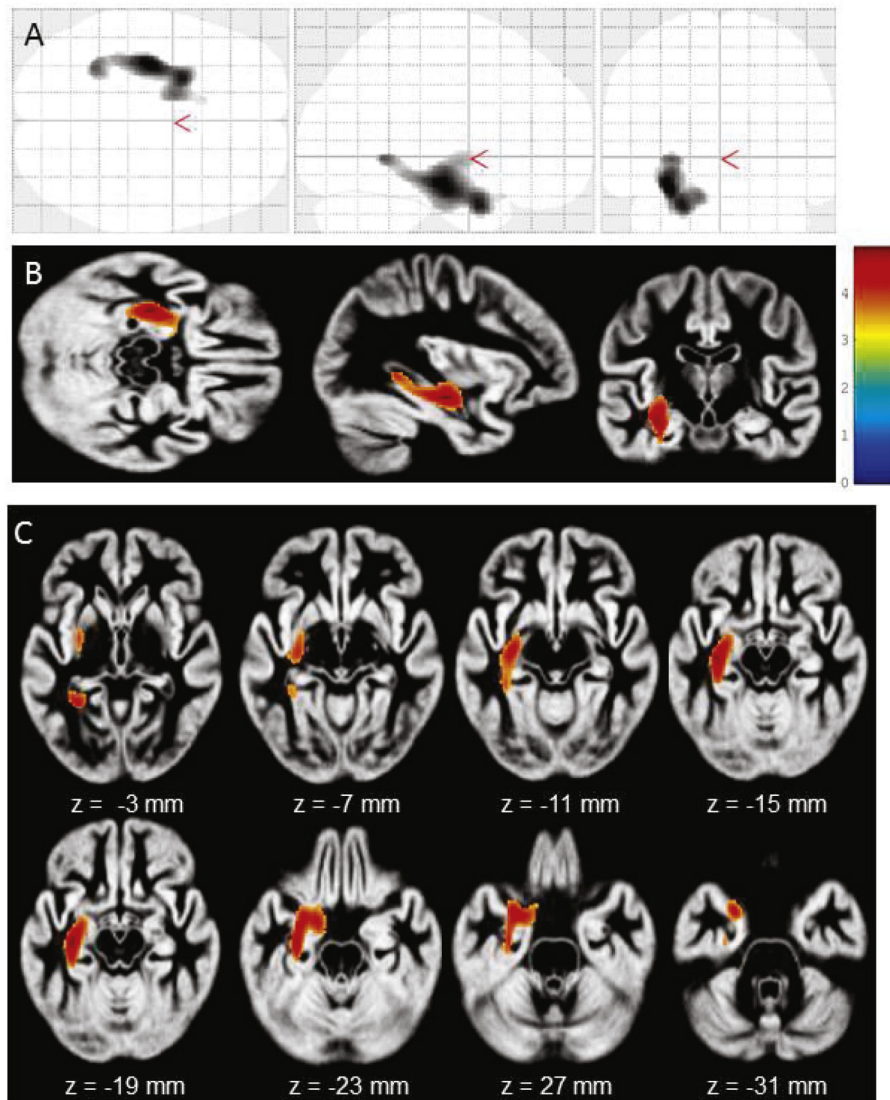 A
<
<
<
B
4
3
2
1
0
C
z = -3 mm
z = -7 mm
z = -11 mm
z = -15 mm
z = -19 mm
z = -23 mm
z = 27 mm
z = -31 mm